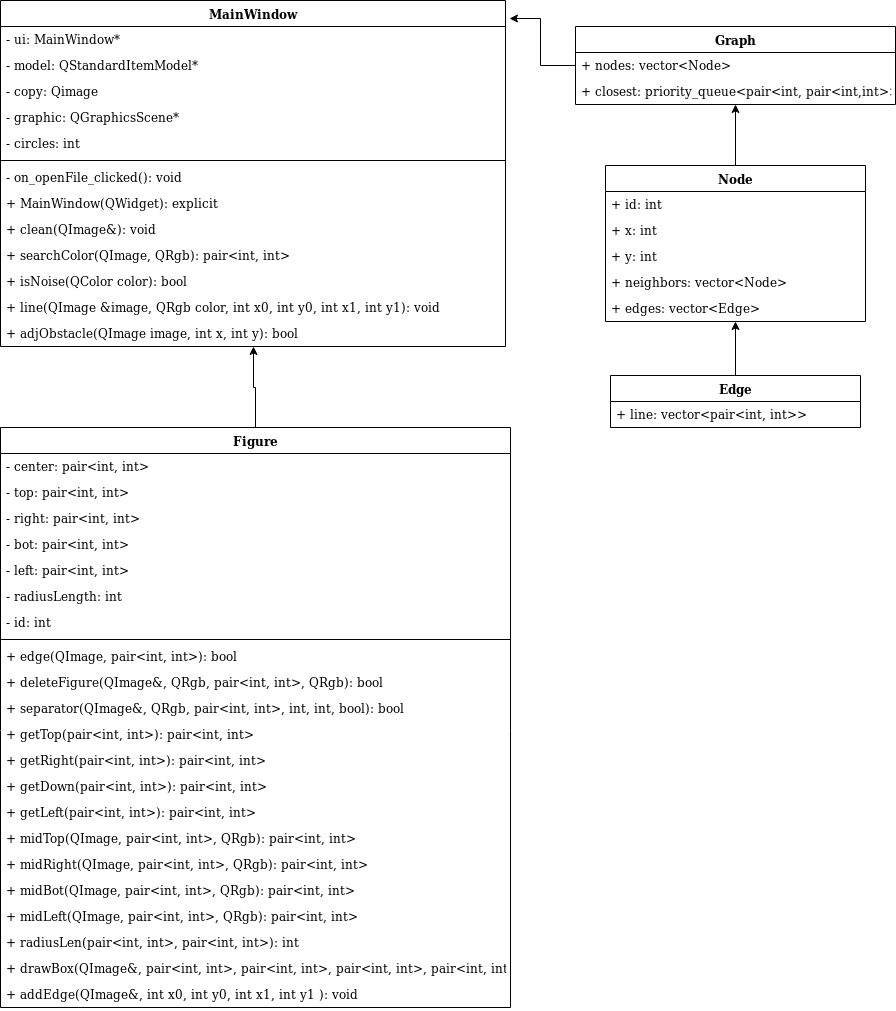 MainWindow
- ui: MainWindow*
- model: QStandardItemModel*
- copy: Qimage
- graphic: QGraphicsScene*
- circles: int
- on_openFile_clicked(): void
+ MainWindow(QWidget): explicit
+ clean(QImage&): void
+ searchColor(QImage, QRgb): pair<int, int>
+ isNoise(QColor color): bool
+ line(QImage &image, QRgb color, int x0, int y0, int x1, int y1): void
+ adjObstacle(QImage image, int x, int y): bool
Graph
+ nodes: vector<Node>
+ closest: priority_queue<pair<int, pair<int,int>>
Node
+ id: int
+ x: int
+ y: int
+ neighbors: vector<Node>
+ edges: vector<Edge>
Edge
+ line: vector<pair<int, int>>
Figure
- center: pair<int, int>
- top: pair<int, int>
- right: pair<int, int>
- bot: pair<int, int>
- left: pair<int, int>
- radiusLength: int
- id: int
+ edge(QImage, pair<int, int>): bool
+ deleteFigure(QImage&, QRgb, pair<int, int>, QRgb): bool
+ separator(QImage&, QRgb, pair<int, int>, int, int, bool): bool
+ getTop(pair<int, int>): pair<int, int>
+ getRight(pair<int, int>): pair<int, int>
+ getDown(pair<int, int>): pair<int, int>
+ getLeft(pair<int, int>): pair<int, int>
+ midTop(QImage, pair<int, int>, QRgb): pair<int, int>
+ midRight(QImage, pair<int, int>, QRgb): pair<int, int>
+ midBot(QImage, pair<int, int>, QRgb): pair<int, int>
+ midLeft(QImage, pair<int, int>, QRgb): pair<int, int>
+ radiusLen(pair<int, int>, pair<int, int>): int
+ drawBox(QImage&, pair<int, int>, pair<int, int>, pair<int, int>, pair<int, int
+ addEdge(QImage&, int x0, int y0, int x1, int y1 ): void